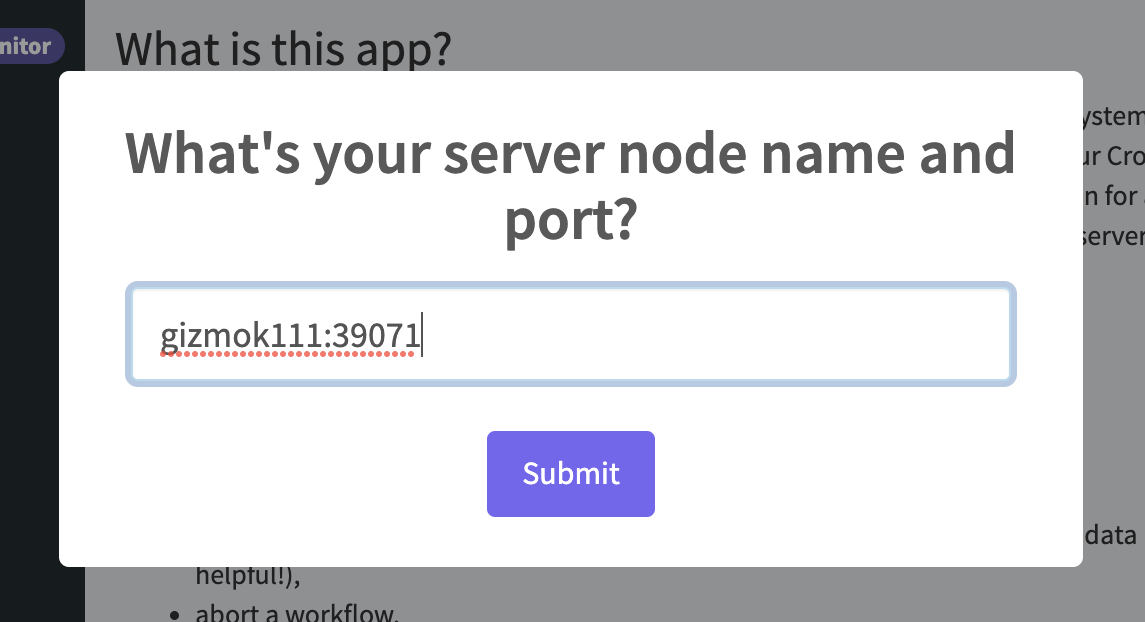 nitor
What is this app?
What's your server node name and
port?
gizmok111:39071
Submit
ystem
ur Cro
n for
server
data
helpful!),
• abort a workflow,